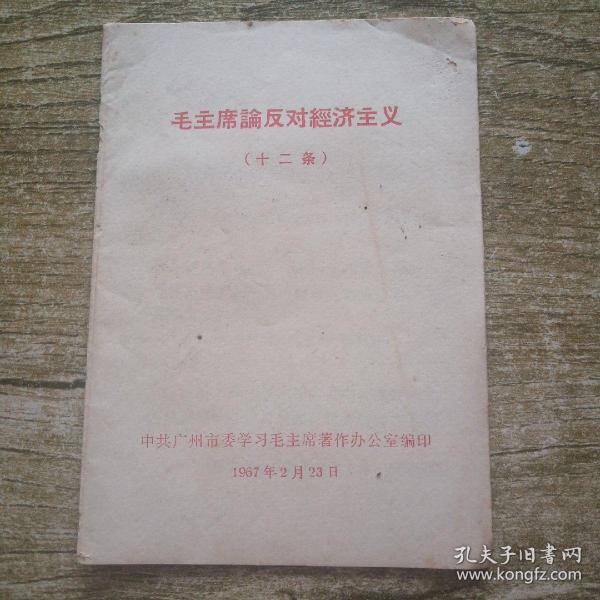 毛主席論反对經济主义
（十二条）
中共广州市委学习毛主席著作办公室编印
1967年2月23日
孔夫子旧書网
www.kongfz.com